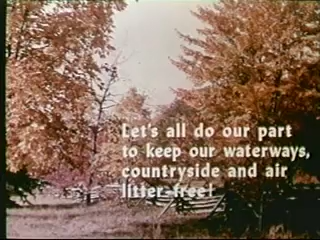 Let's all do our part
to keep our waterways,
countryside and air
litter-free!